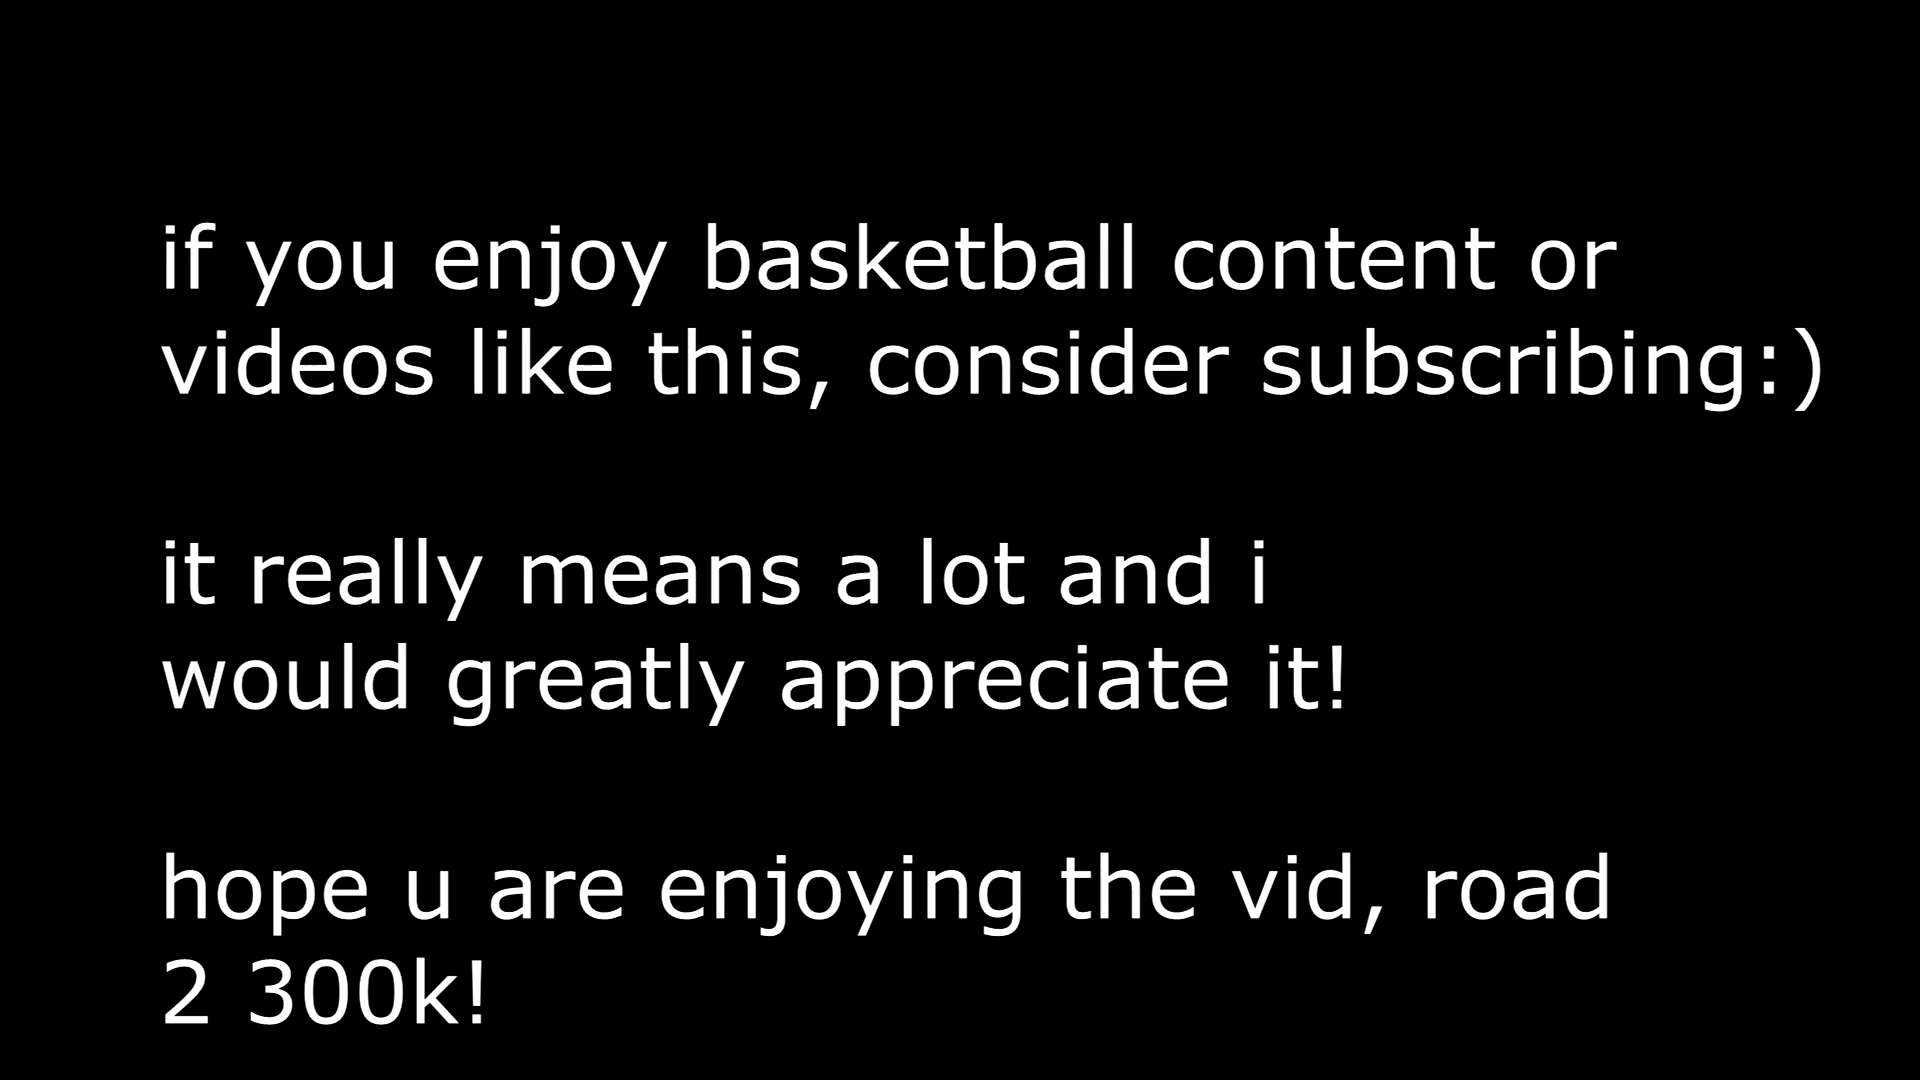 if you enjoy basketball content or
videos like this, consider subscribing:)
it really means a lot and i
would greatly appreciate it!
hope u are enjoying the vid, road
2 300k!